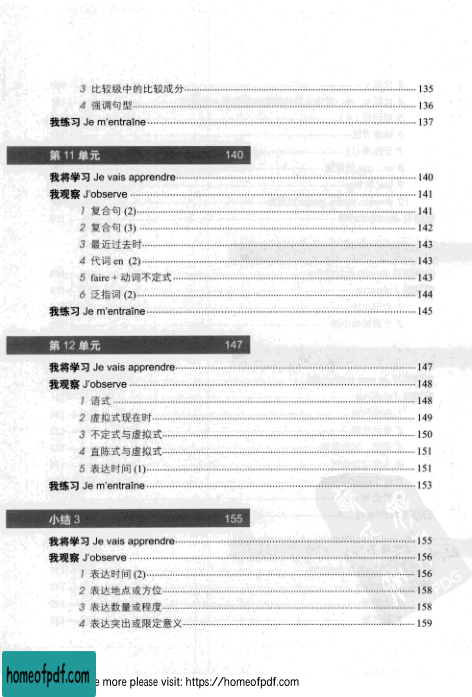 3 比较级中的比较成分 135
4 强调句型 136
我练习 Je m'entraîne 137
第 11 单元 140
我将学习 Je vais apprendre 140
我观察 J'observe 141
1 复合句 (2) 141
2 复合句 (3) 142
3 最近过去时 143
4 代词 en (2) 143
5 faire + 动词不定式 143
6 泛指词 (2) 144
我练习 Je m'entraîne 145
第 12 单元 147
我将学习 Je vais apprendre 147
我观察 J'observe 148
1 语式 148
2 虚拟式现在时 149
3 不定式与虚拟式 150
4 直陈式与虚拟式 151
5 表达时间 (1) 151
我练习 Je m'entraîne 153
小结 3 155
我将学习 Je vais apprendre 155
我观察 J'observe 156
1 表达时间 (2) 156
2 表达地点或方位 158
3 表达数量或程度 158
4 表达突出或限定意义 159
PDG
homeofpdf.com
e more please visit: https://homeofpdf.com